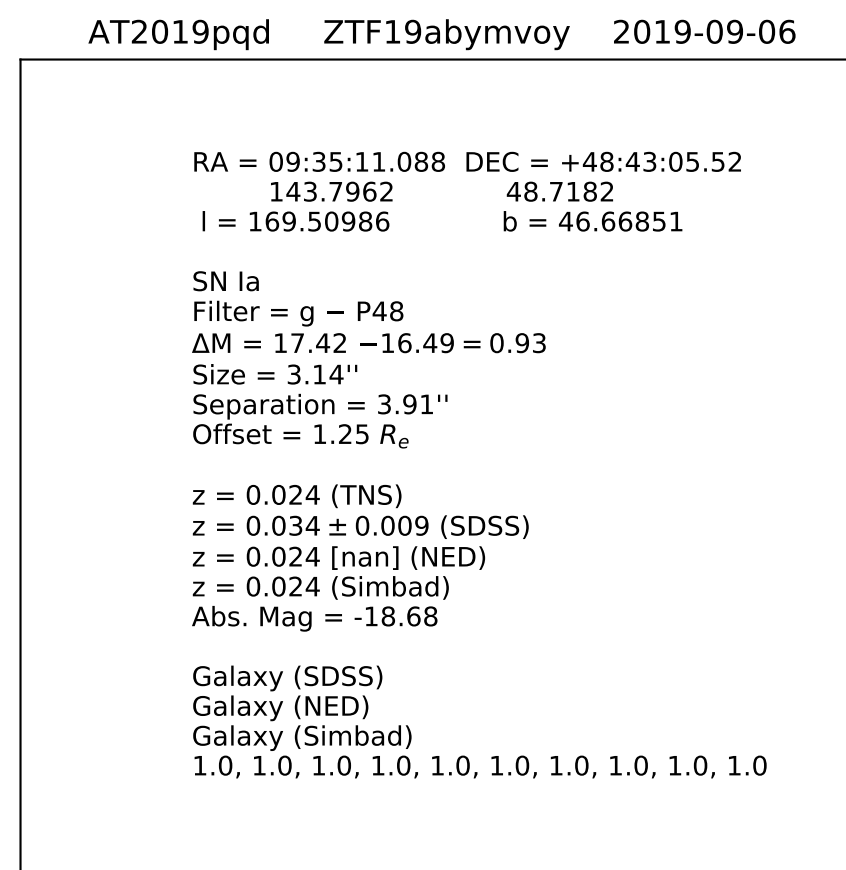 AT2019pqd ZTF19abymvoy 2019-09-06
RA = 09:35:11.088 DEC = +48:43:05.52
143.7962 48.7182
l = 169.50986 b = 46.66851
SN Ia
Filter = g − P48
ΔM = 17.42 −16.49 = 0.93
Size = 3.14''
Separation = 3.91''
Offset = 1.25 Rₑ
z = 0.024 (TNS)
z = 0.034 ± 0.009 (SDSS)
z = 0.024 [nan] (NED)
z = 0.024 (Simbad)
Abs. Mag = -18.68
Galaxy (SDSS)
Galaxy (NED)
Galaxy (Simbad)
1.0, 1.0, 1.0, 1.0, 1.0, 1.0, 1.0, 1.0, 1.0, 1.0